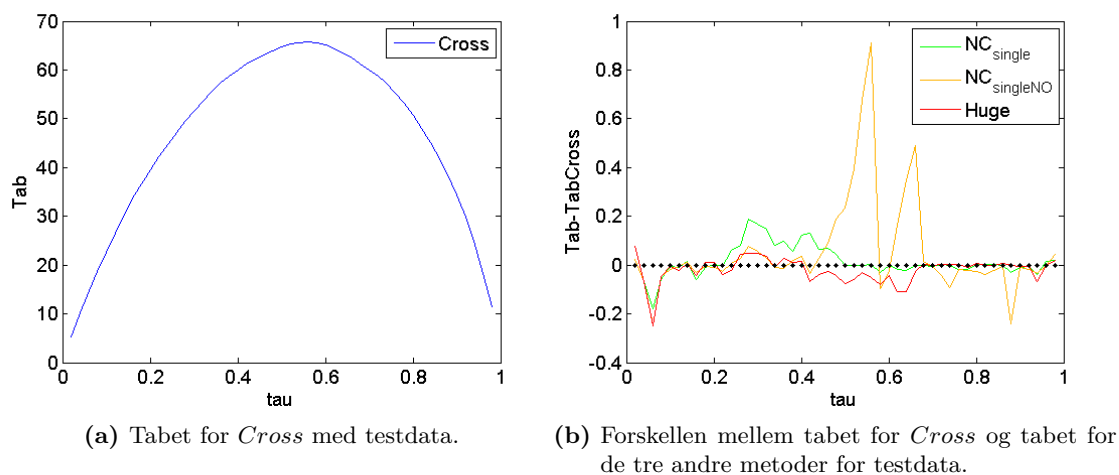 70
60
50
40
30
20
10
0
Tab
0 0.2 0.4 0.6 0.8 1
tau
Cross
1
0.8
0.6
0.4
0.2
0
-0.2
-0.4
Tab-TabCross
0 0.2 0.4 0.6 0.8 1
tau
NCsingle
NCsingleNO
Huge
(a) Tabet for Cross med testdata.
(b) Forskellen mellem tabet for Cross og tabet for
de tre andre metoder for testdata.